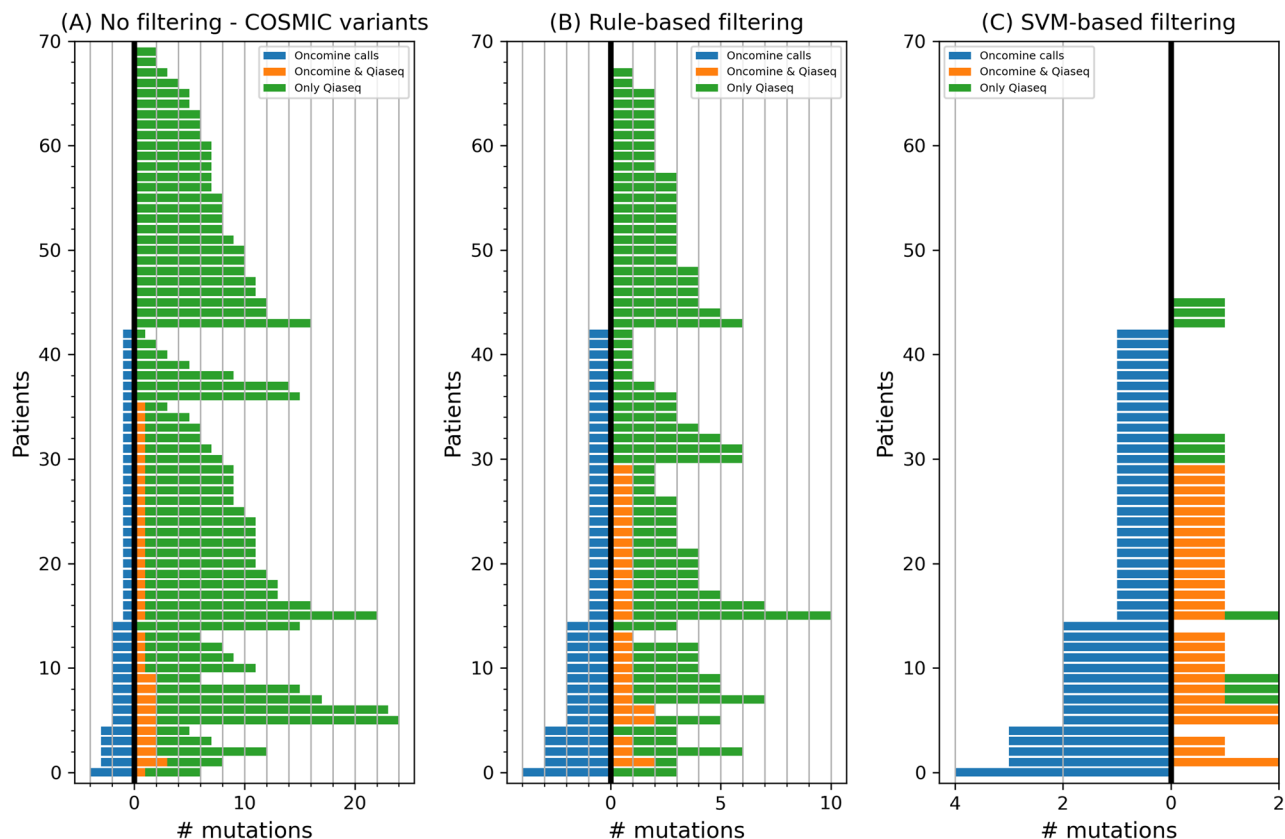 (A) No filtering - COSMIC variants
Oncomine calls
Oncomine & Qiaseq
Only Qiaseq
70
60
50
40
30
20
10
0
Patients
0
10
20
# mutations
(B) Rule-based filtering
Oncomine calls
Oncomine & Qiaseq
Only Qiaseq
70
60
50
40
30
20
10
0
Patients
0
5
10
# mutations
(C) SVM-based filtering
Oncomine calls
Oncomine & Qiaseq
Only Qiaseq
70
60
50
40
30
20
10
0
Patients
4
2
0
2
# mutations